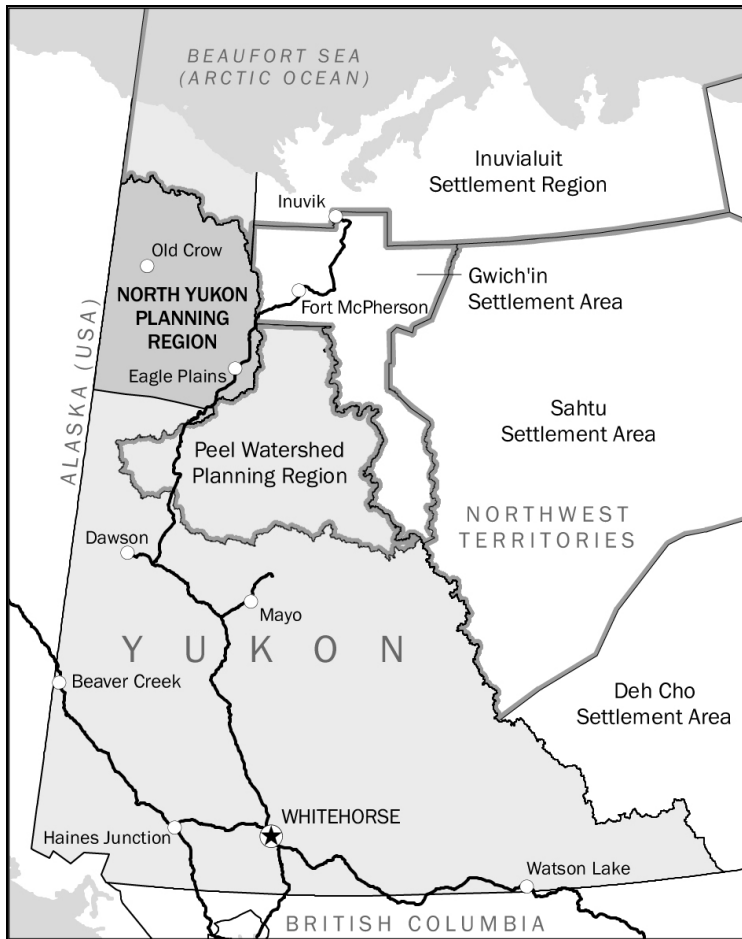 BEAUFORT SEA
(ARCTIC OCEAN)
Inuvialuit
Settlement Region
Inuvik
Old Crow
Gwich'in
Settlement Area
NORTH YUKON
PLANNING
REGION
Fort McPherson
ALASKA (USA)
Eagle Plains
Sahtu
Settlement Area
Peel Watershed
Planning Region
NORTHWEST
TERRITORIES
Dawson
Mayo
YUKON
Beaver Creek
Deh Cho
Settlement Area
WHITEHORSE
Haines Junction
Watson Lake
BRITISH COLUMBIA